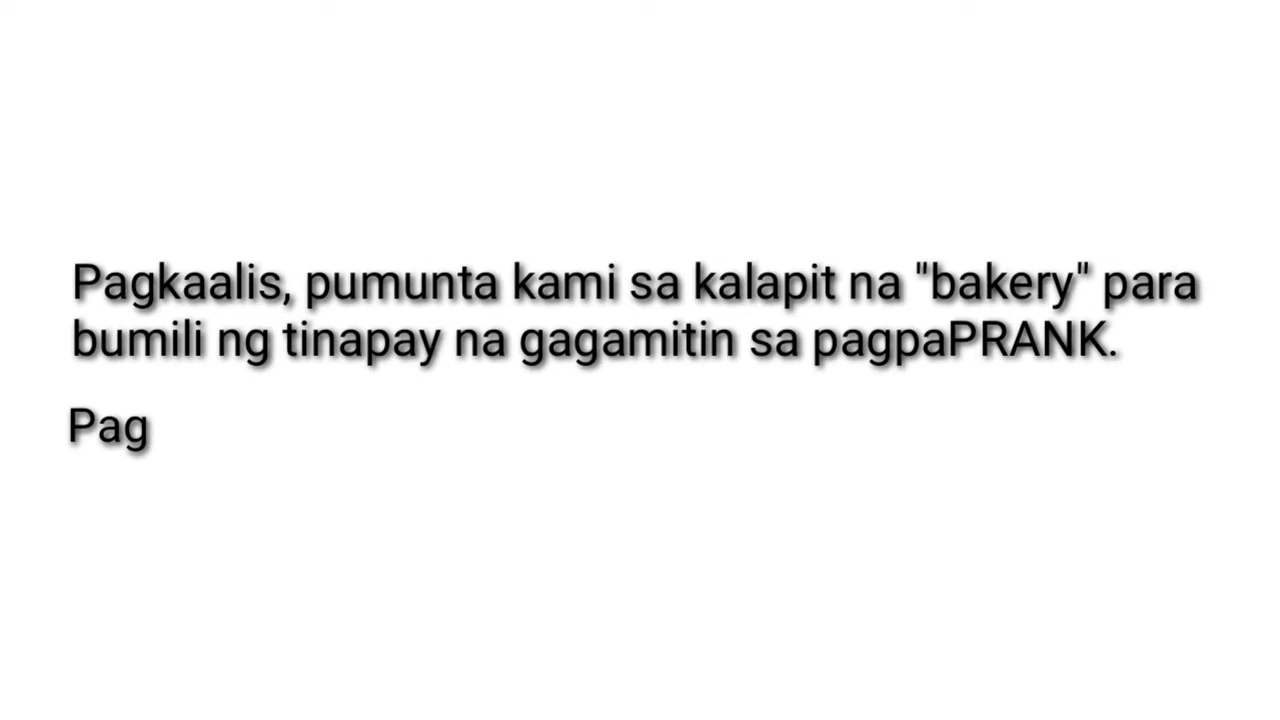 Pagkaalis, pumunta kami sa kalapit na "bakery" para
bumili ng tinapay na gagamitin sa pagpaPRANK.
Pag